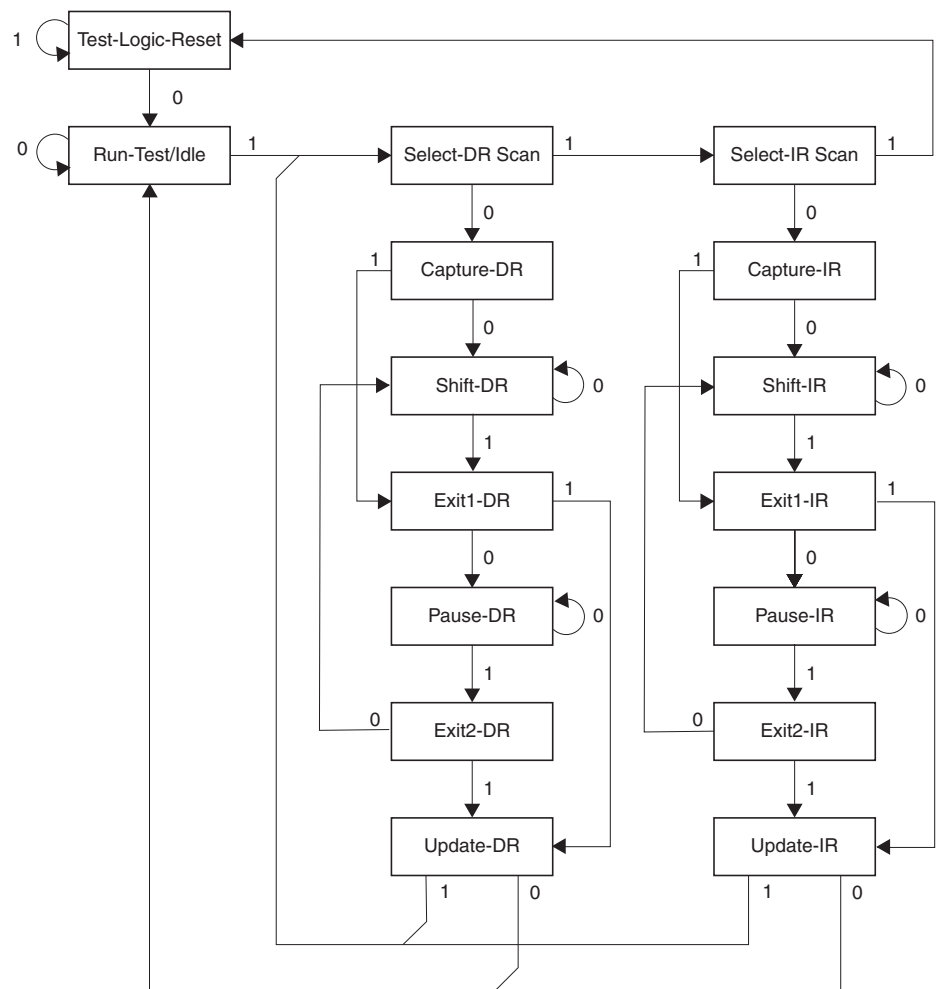 1 Test-Logic-Reset
0
0 Run-Test/Idle 1 Select-DR Scan 1 Select-IR Scan 1
0 0
1 Capture-DR 1 Capture-IR
0 0
Shift-DR 0 Shift-IR 0
1 1
Exit1-DR 1 Exit1-IR 1
0 0
Pause-DR 0 Pause-IR 0
1 1
0 Exit2-DR 0 Exit2-IR
1 1
Update-DR Update-IR
1 0 1 0